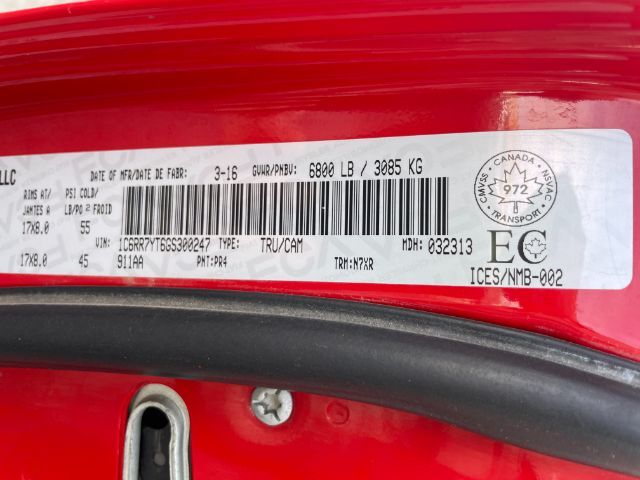 LLC
DATE OF MFR/DATE DE FABR: 3-16 GVWR/PNBV: 6800 LB / 3085 KG
RIMS AT/ PSI COLD/
JANTES A LB/PO² FROID
17X8.0 55
VIN: 1C6RR7YT6GS300247 TYPE: TRU/CAM MDH: 032313
17X8.0 45 911AA PNT:PR4 TRM:N7XR
CANADA
CMVSS 972 NSVAC
TRANSPORT
EC
ICES/NMB-002